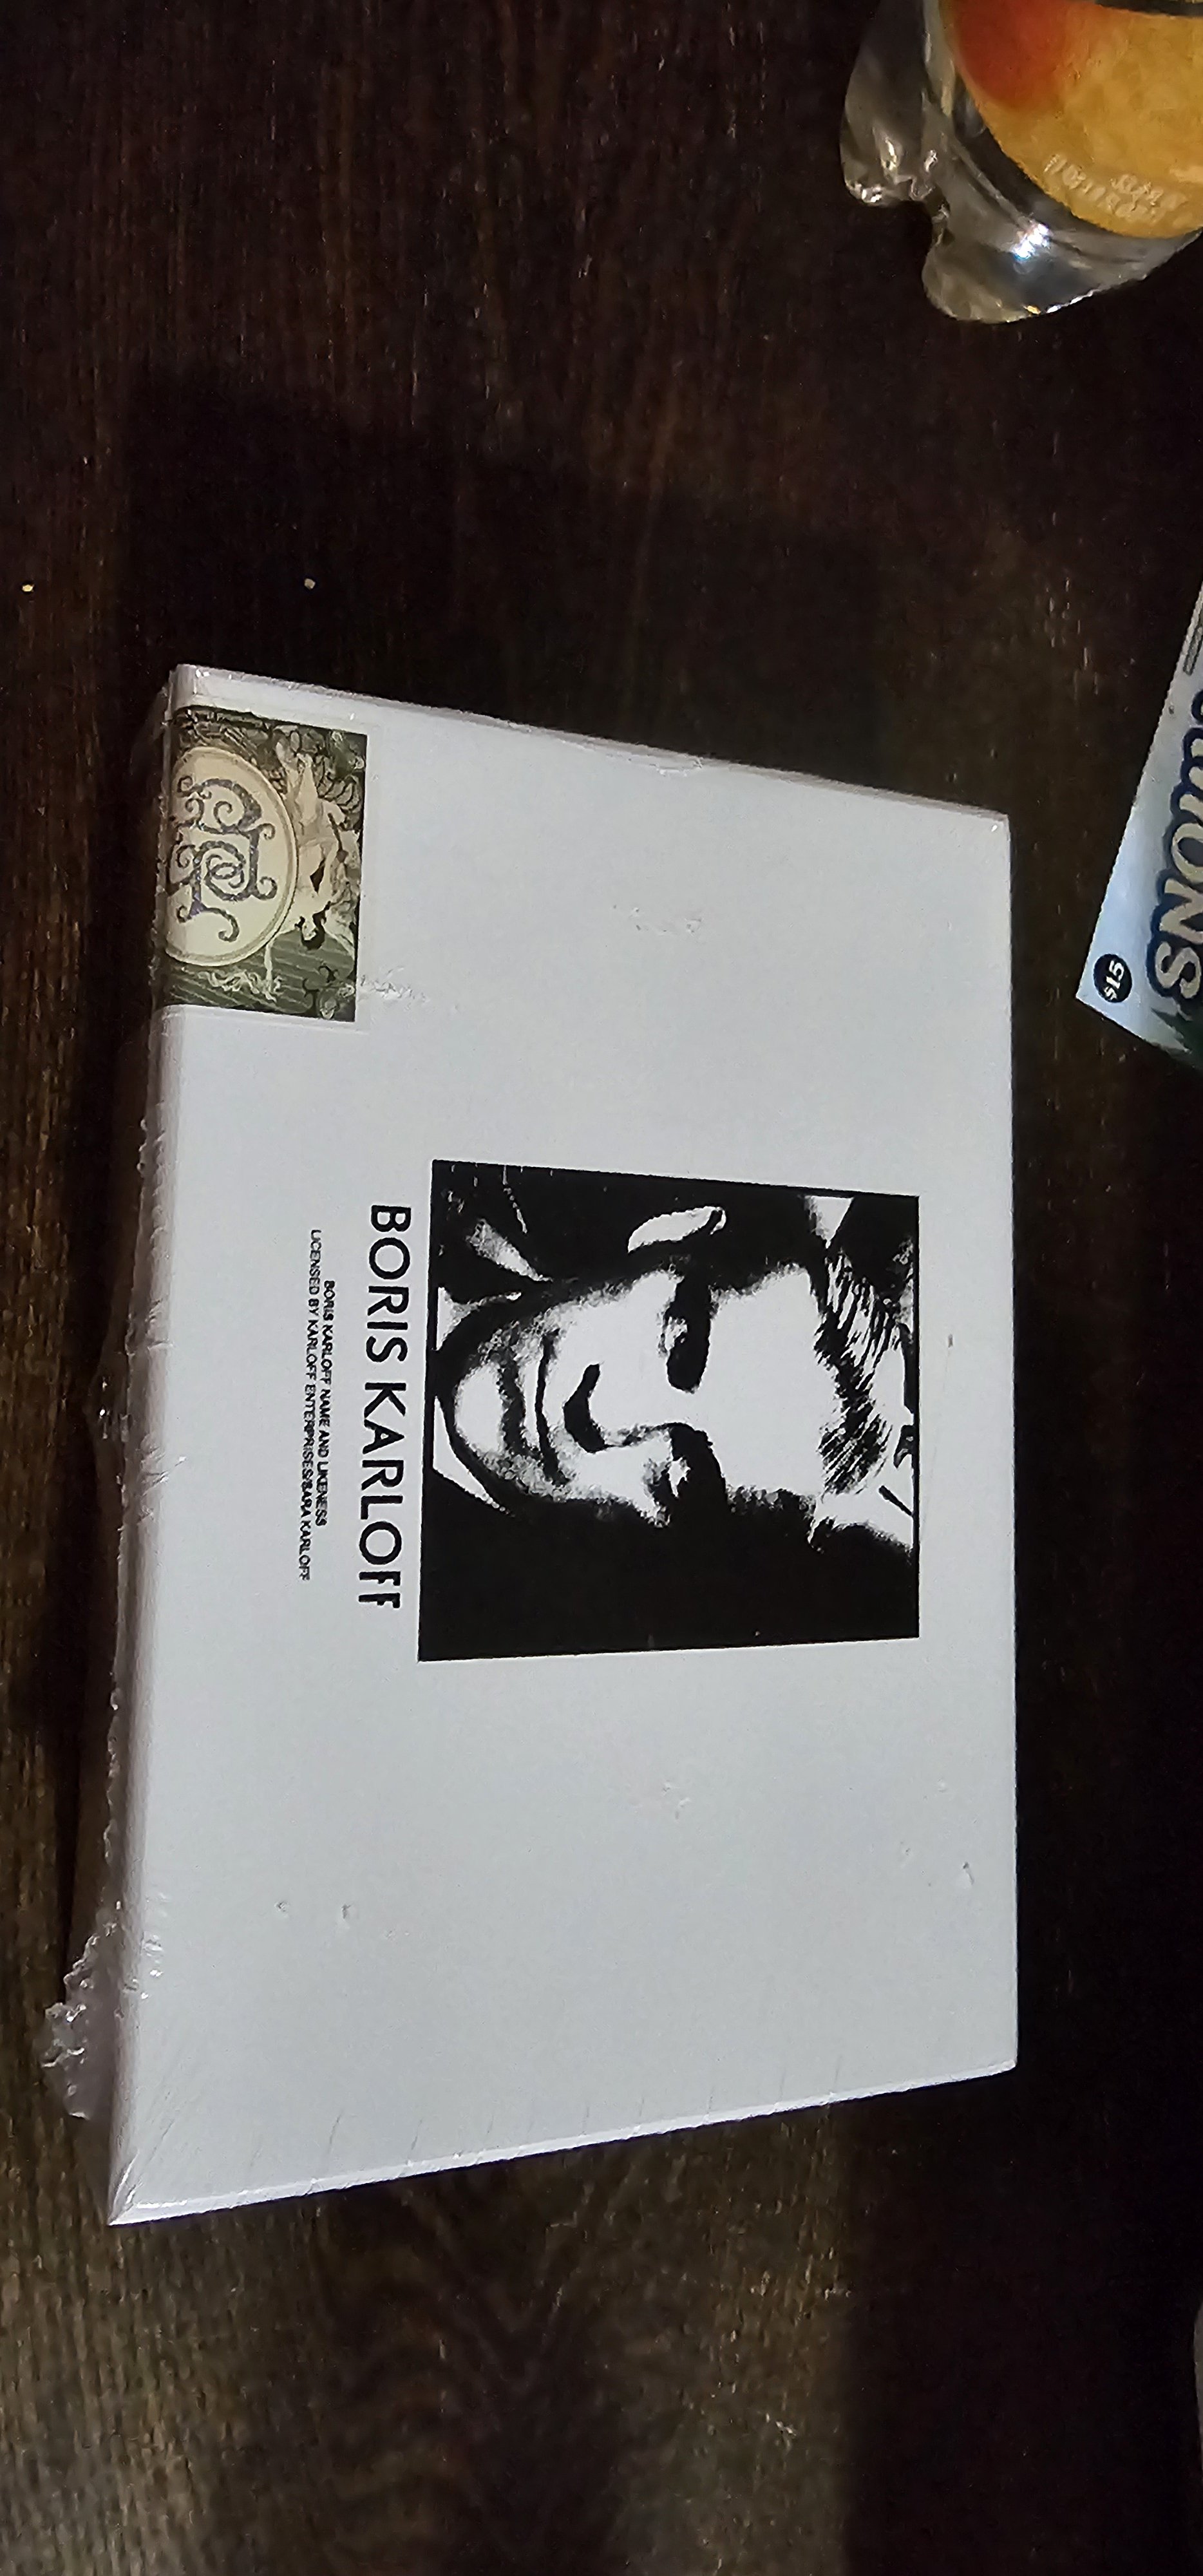 BORIS KARLOFF
BORIS KARLOFF NAME AND LIKENESS
LICENSED BY KARLOFF ENTERPRISES/SARA KARLOFF
$15